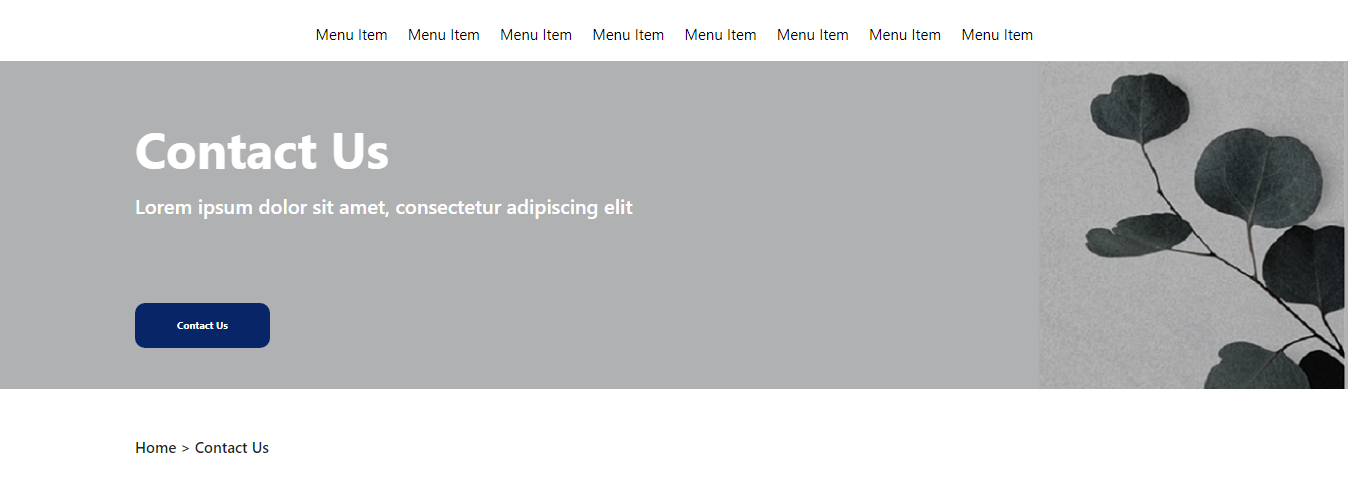 Menu Item Menu Item Menu Item Menu Item Menu Item Menu Item Menu Item Menu Item
Contact Us
Lorem ipsum dolor sit amet, consectetur adipiscing elit
Contact Us
Home > Contact Us